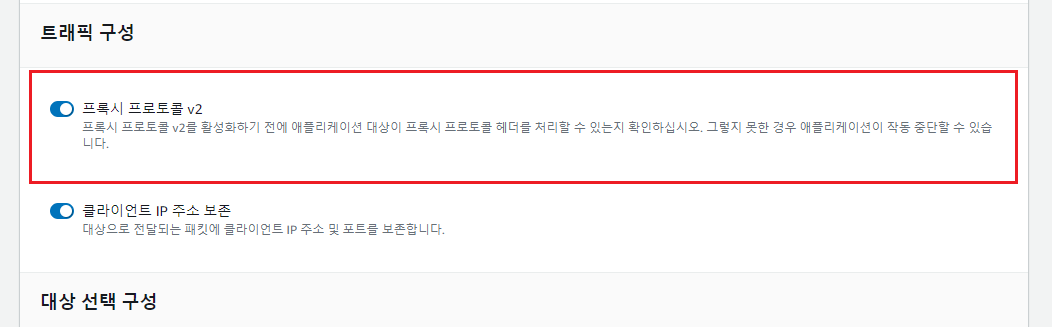 트래픽 구성
프록시 프로토콜 v2
프록시 프로토콜 v2를 활성화하기 전에 애플리케이션 대상이 프록시 프로토콜 헤더를 처리할 수 있는지 확인하십시오. 그렇지 못한 경우 애플리케이션이 작동 중단할 수 있습
니다.
클라이언트 IP 주소 보존
대상으로 전달되는 패킷에 클라이언트 IP 주소 및 포트를 보존합니다.
대상 선택 구성